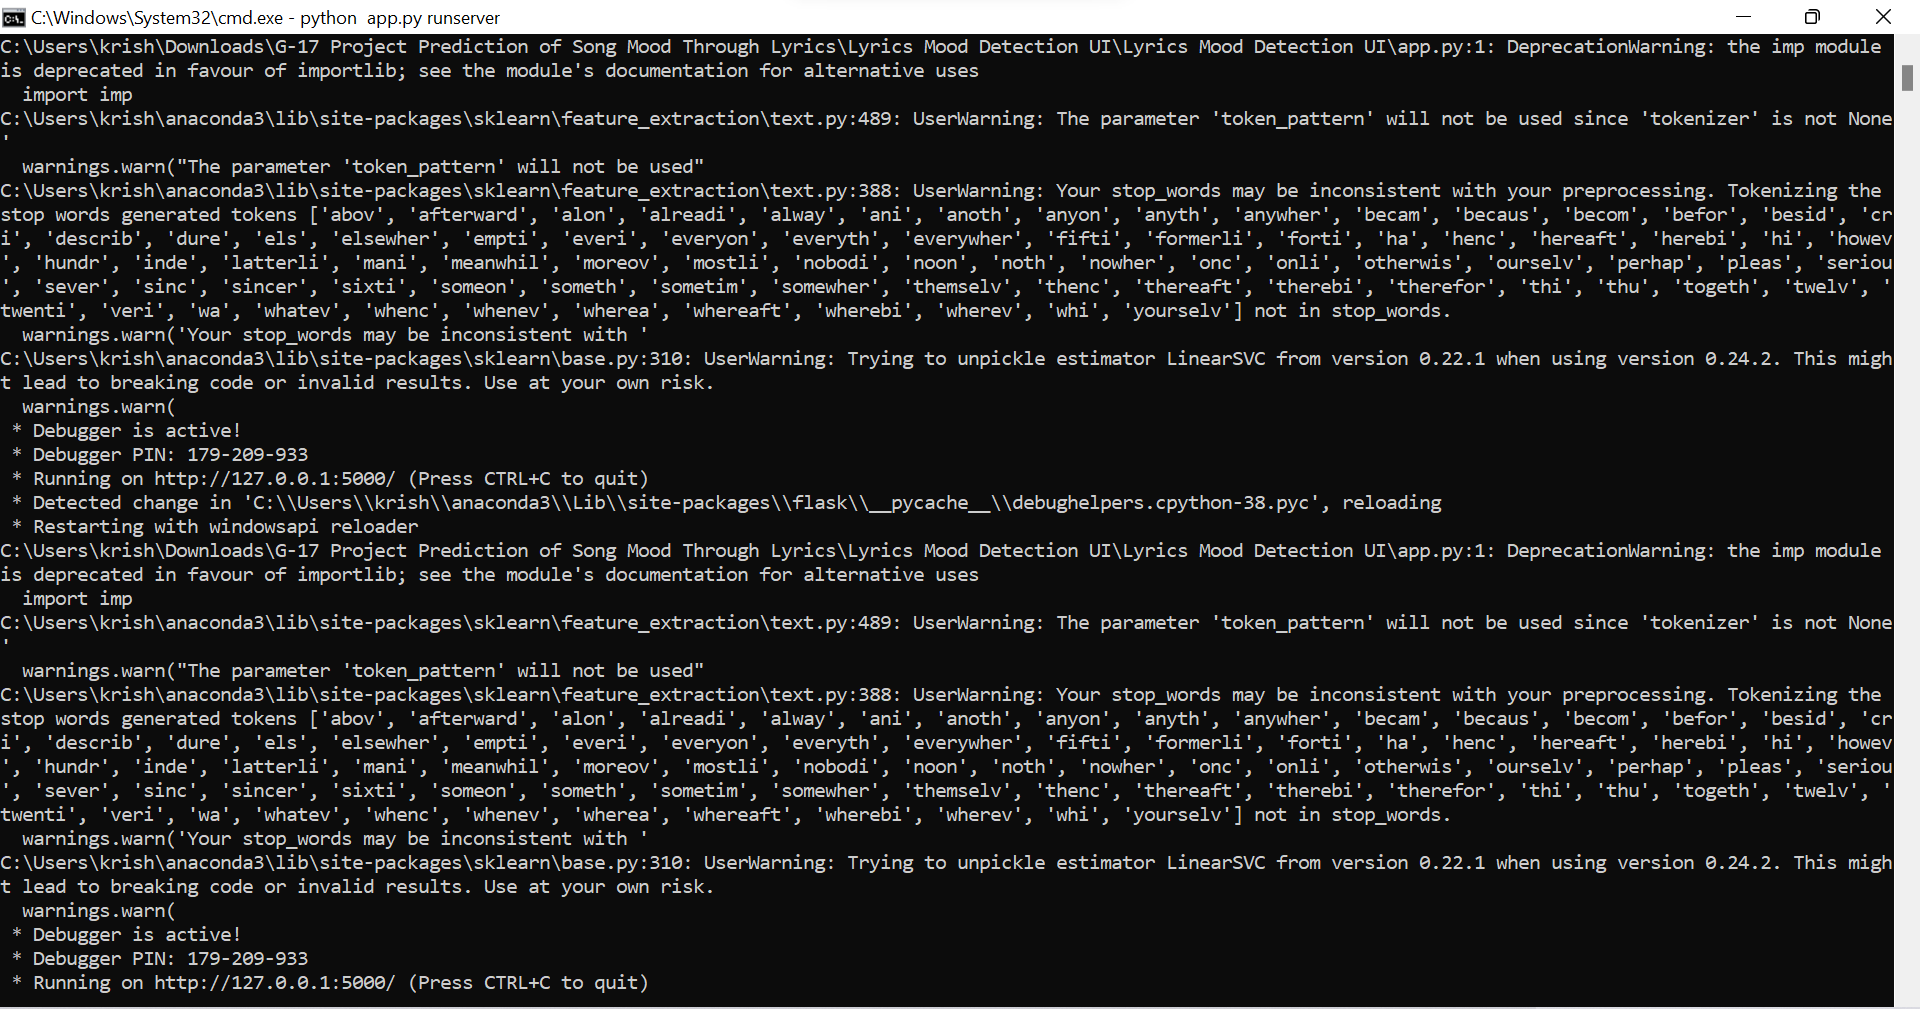 C:\Windows\System32\cmd.exe - python  app.py runserver
C:\Users\krish\Downloads\G-17 Project Prediction of Song Mood Through Lyrics\Lyrics Mood Detection UI\Lyrics Mood Detection UI\app.py:1: DeprecationWarning: the imp module
is deprecated in favour of importlib; see the module's documentation for alternative uses
  import imp
C:\Users\krish\anaconda3\lib\site-packages\sklearn\feature_extraction\text.py:489: UserWarning: The parameter 'token_pattern' will not be used since 'tokenizer' is not None
'
  warnings.warn("The parameter 'token_pattern' will not be used"
C:\Users\krish\anaconda3\lib\site-packages\sklearn\feature_extraction\text.py:388: UserWarning: Your stop_words may be inconsistent with your preprocessing. Tokenizing the
stop words generated tokens ['abov', 'afterward', 'alon', 'alreadi', 'alway', 'ani', 'anoth', 'anyon', 'anyth', 'anywher', 'becam', 'becaus', 'becom', 'befor', 'besid', 'cr
i', 'describ', 'dure', 'els', 'elsewher', 'empti', 'everi', 'everyon', 'everyth', 'everywher', 'fifti', 'formerli', 'forti', 'ha', 'henc', 'hereaft', 'herebi', 'hi', 'howev
', 'hundr', 'inde', 'latterli', 'mani', 'meanwhil', 'moreov', 'mostli', 'nobodi', 'noon', 'noth', 'nowher', 'onc', 'onli', 'otherwis', 'ourselv', 'perhap', 'pleas', 'seriou
', 'sever', 'sinc', 'sincer', 'sixti', 'someon', 'someth', 'sometim', 'somewher', 'themselv', 'thenc', 'thereaft', 'therebi', 'therefor', 'thi', 'thu', 'togeth', 'twelv', '
twenti', 'veri', 'wa', 'whatev', 'whenc', 'whenev', 'wherea', 'whereaft', 'wherebi', 'wherev', 'whi', 'yourselv'] not in stop_words.
  warnings.warn('Your stop_words may be inconsistent with '
C:\Users\krish\anaconda3\lib\site-packages\sklearn\base.py:310: UserWarning: Trying to unpickle estimator LinearSVC from version 0.22.1 when using version 0.24.2. This migh
t lead to breaking code or invalid results. Use at your own risk.
  warnings.warn(
 * Debugger is active!
 * Debugger PIN: 179-209-933
 * Running on http://127.0.0.1:5000/ (Press CTRL+C to quit)
 * Detected change in 'C:\\Users\\krish\\anaconda3\\Lib\\site-packages\\flask\\__pycache__\\debughelpers.cpython-38.pyc', reloading
 * Restarting with windowsapi reloader
C:\Users\krish\Downloads\G-17 Project Prediction of Song Mood Through Lyrics\Lyrics Mood Detection UI\Lyrics Mood Detection UI\app.py:1: DeprecationWarning: the imp module
is deprecated in favour of importlib; see the module's documentation for alternative uses
  import imp
C:\Users\krish\anaconda3\lib\site-packages\sklearn\feature_extraction\text.py:489: UserWarning: The parameter 'token_pattern' will not be used since 'tokenizer' is not None
'
  warnings.warn("The parameter 'token_pattern' will not be used"
C:\Users\krish\anaconda3\lib\site-packages\sklearn\feature_extraction\text.py:388: UserWarning: Your stop_words may be inconsistent with your preprocessing. Tokenizing the
stop words generated tokens ['abov', 'afterward', 'alon', 'alreadi', 'alway', 'ani', 'anoth', 'anyon', 'anyth', 'anywher', 'becam', 'becaus', 'becom', 'befor', 'besid', 'cr
i', 'describ', 'dure', 'els', 'elsewher', 'empti', 'everi', 'everyon', 'everyth', 'everywher', 'fifti', 'formerli', 'forti', 'ha', 'henc', 'hereaft', 'herebi', 'hi', 'howev
', 'hundr', 'inde', 'latterli', 'mani', 'meanwhil', 'moreov', 'mostli', 'nobodi', 'noon', 'noth', 'nowher', 'onc', 'onli', 'otherwis', 'ourselv', 'perhap', 'pleas', 'seriou
', 'sever', 'sinc', 'sincer', 'sixti', 'someon', 'someth', 'sometim', 'somewher', 'themselv', 'thenc', 'thereaft', 'therebi', 'therefor', 'thi', 'thu', 'togeth', 'twelv', '
twenti', 'veri', 'wa', 'whatev', 'whenc', 'whenev', 'wherea', 'whereaft', 'wherebi', 'wherev', 'whi', 'yourselv'] not in stop_words.
  warnings.warn('Your stop_words may be inconsistent with '
C:\Users\krish\anaconda3\lib\site-packages\sklearn\base.py:310: UserWarning: Trying to unpickle estimator LinearSVC from version 0.22.1 when using version 0.24.2. This migh
t lead to breaking code or invalid results. Use at your own risk.
  warnings.warn(
 * Debugger is active!
 * Debugger PIN: 179-209-933
 * Running on http://127.0.0.1:5000/ (Press CTRL+C to quit)